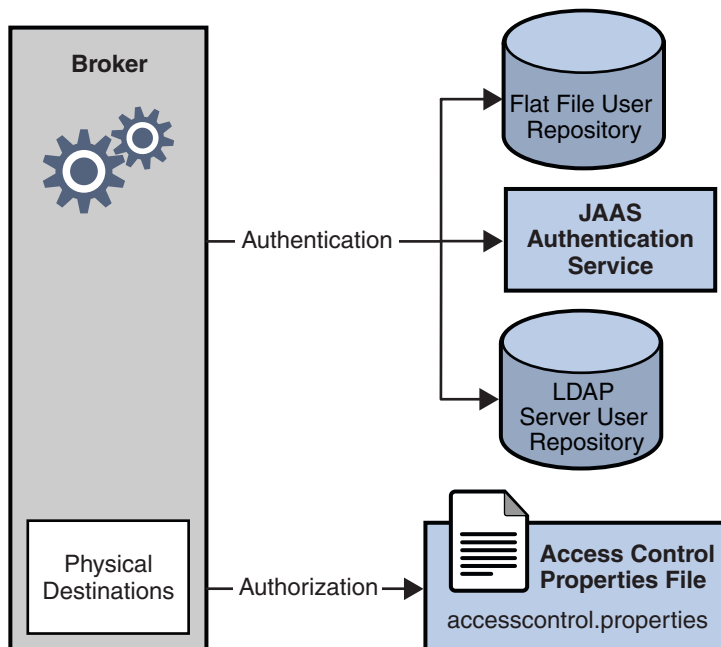 Broker
Flat File User
Repository
JAAS
Authentication
Service
Authentication
LDAP
Server User
Repository
Physical
Destinations
Authorization
Access Control
Properties File
accesscontrol.properties